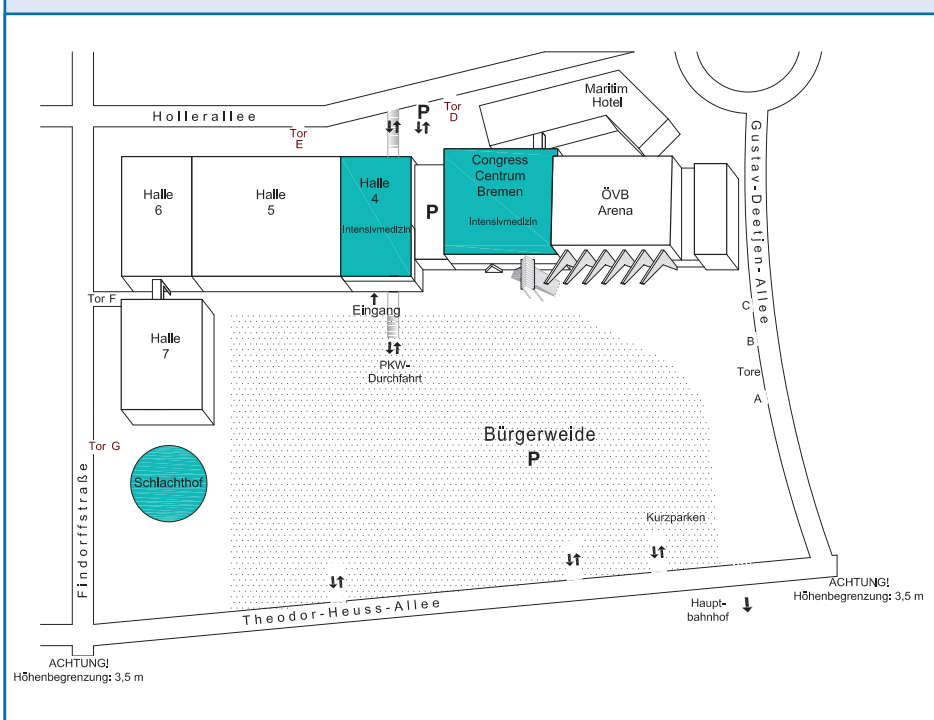 Hollerallee
Tor
E
P
Tor
D
Maritim
Hotel
Gustav-Deetjen-Allee
Halle
6
Halle
5
Halle
4
Intensivmedizin
P
Congress
Centrum
Bremen
Intensivmedizin
ÖVB
Arena
Tor F
Eingang
Halle
7
PKW-
Durchfahrt
C
B
Tore
A
Bürgerweide
P
Tor G
Schlachthof
Findorffstraße
Kurzparken
Theodor-Heuss-Allee
Haupt-
bahnhof
ACHTUNG!
Höhenbegrenzung: 3,5 m
ACHTUNG!
Höhenbegrenzung: 3,5 m